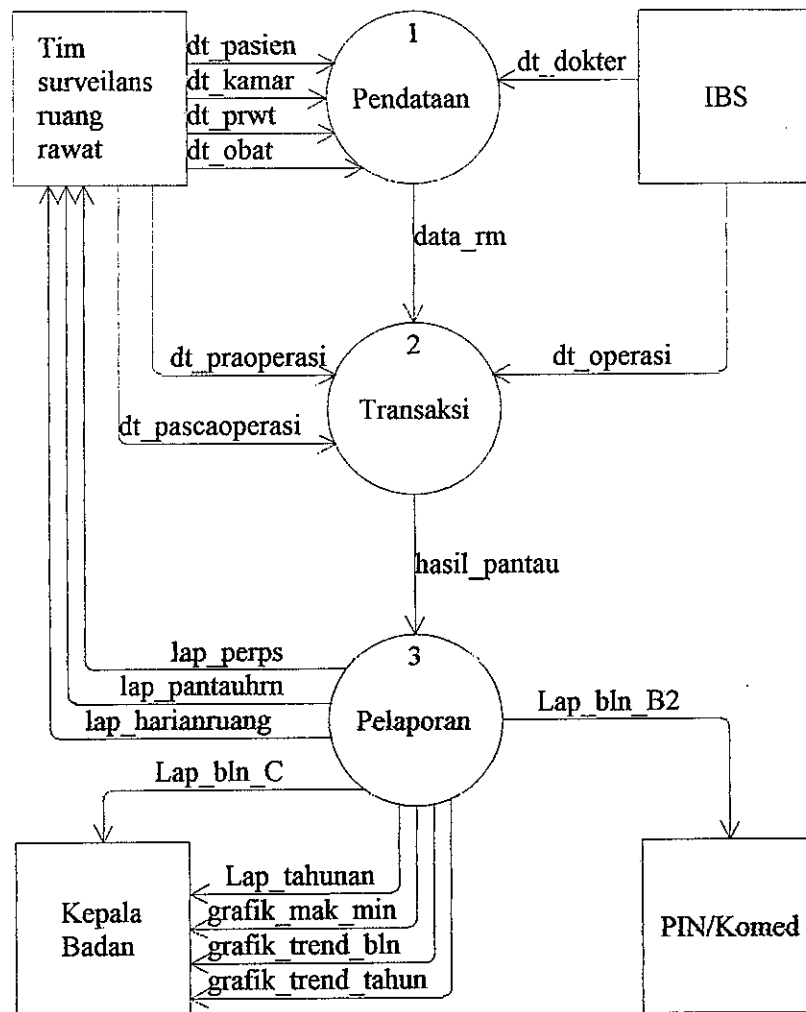 Tim
surveilans
ruang
rawat
dt_pasien
dt_kamar
dt_prwt
dt_obat
1
Pendataan
dt_dokter
IBS
data_rm
dt_praoperasi
dt_pascaoperasi
2
Transaksi
dt_operasi
hasil_pantau
lap_perps
lap_pantauhrn
lap_harianruang
3
Pelaporan
Lap_bln_B2
Lap_bln_C
Kepala
Badan
Lap_tahunan
grafik_mak_min
grafik_trend_bln
grafik_trend_tahun
PIN/Komed